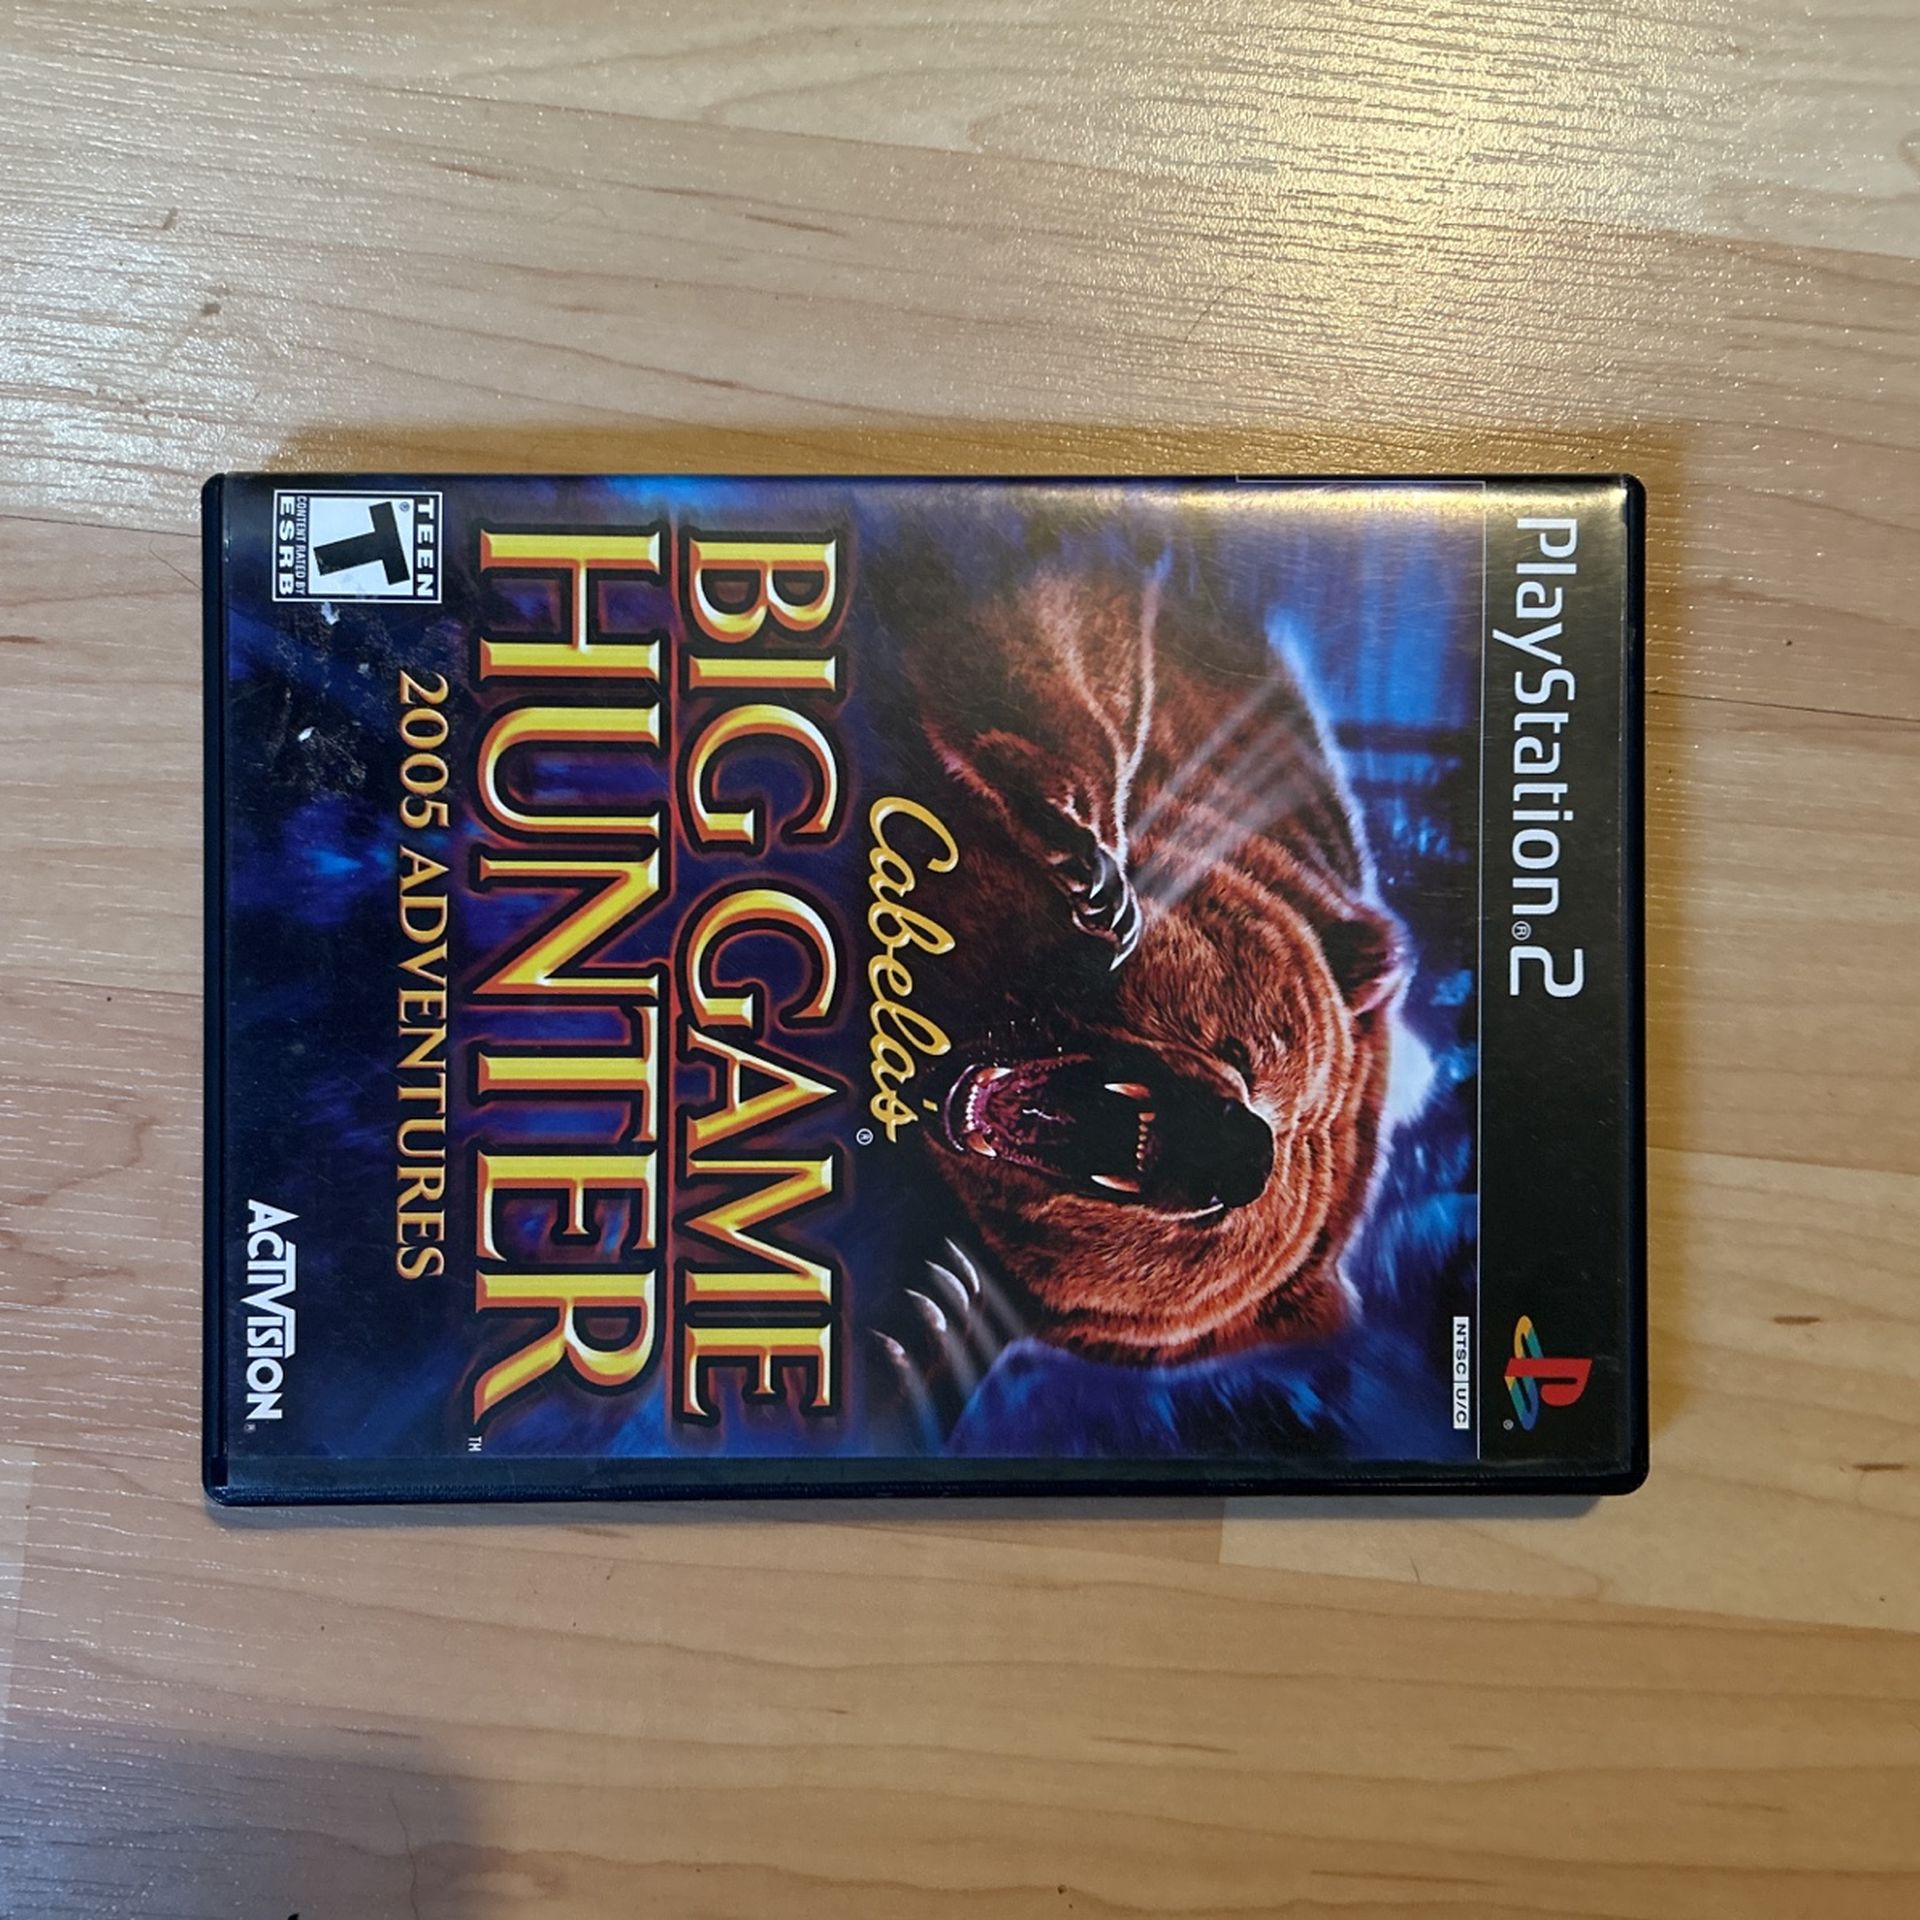 PlayStation®2
®
NTSC U/C
Cabela's®
BIG GAME
HUNTER™
2005 ADVENTURES
TEEN
T®
CONTENT RATED BY
ESRB
ACTIVISION®